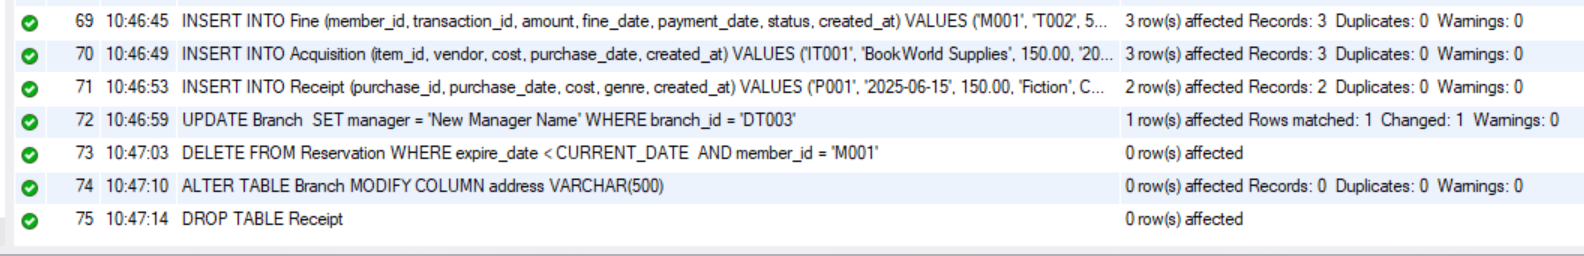 69 10:46:45 INSERT INTO Fine (member_id, transaction_id, amount, fine_date, payment_date, status, created_at) VALUES ('M001', 'T002', 5... 3 row(s) affected Records: 3 Duplicates: 0 Warnings: 0
70 10:46:49 INSERT INTO Acquisition (item_id, vendor, cost, purchase_date, created_at) VALUES ('IT001', 'BookWorld Supplies', 150.00, '20... 3 row(s) affected Records: 3 Duplicates: 0 Warnings: 0
71 10:46:53 INSERT INTO Receipt (purchase_id, purchase_date, cost, genre, created_at) VALUES ('P001', '2025-06-15', 150.00, 'Fiction', C... 2 row(s) affected Records: 2 Duplicates: 0 Warnings: 0
72 10:46:59 UPDATE Branch SET manager = 'New Manager Name' WHERE branch_id = 'DT003' 1 row(s) affected Rows matched: 1 Changed: 1 Warnings: 0
73 10:47:03 DELETE FROM Reservation WHERE expire_date < CURRENT_DATE AND member_id = 'M001' 0 row(s) affected
74 10:47:10 ALTER TABLE Branch MODIFY COLUMN address VARCHAR(500) 0 row(s) affected Records: 0 Duplicates: 0 Warnings: 0
75 10:47:14 DROP TABLE Receipt 0 row(s) affected